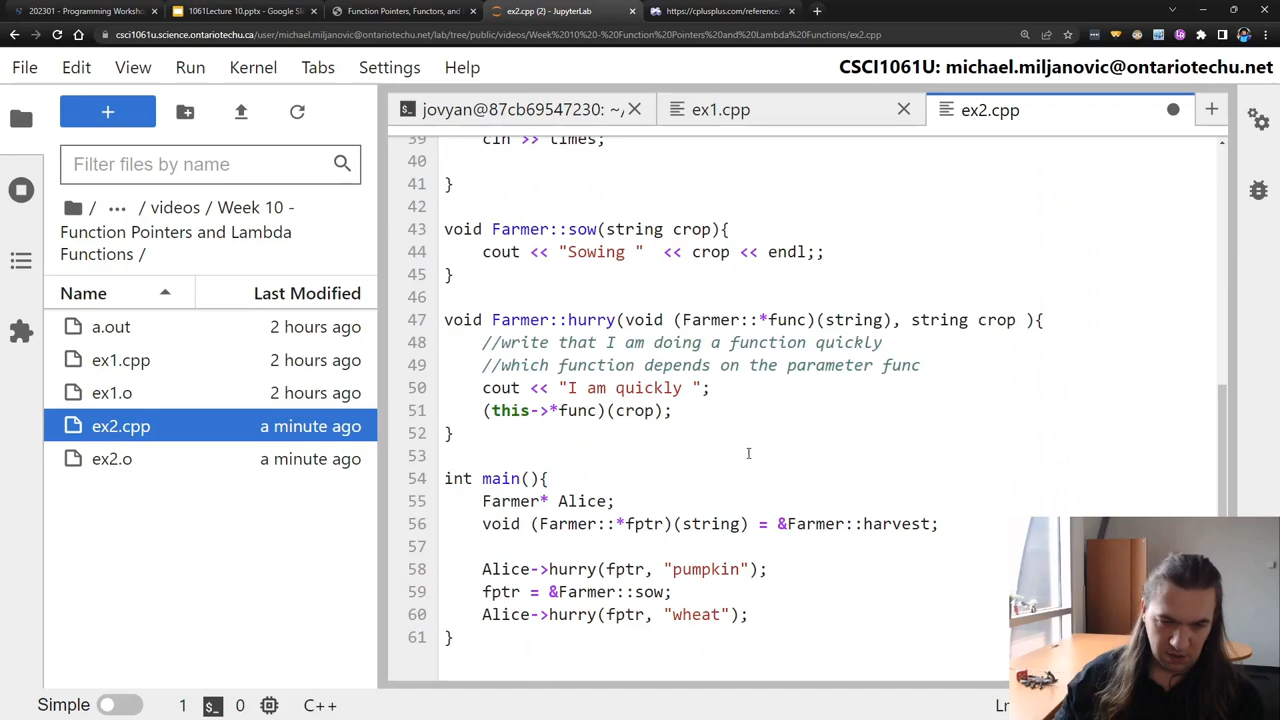 202301 - Programming Worksh
1061Lecture 10.pptx - Google Sli
Function Pointers, Functors, and
ex2.cpp (2) - JupyterLab
https://cplusplus.com/reference/
csci1061u.science.ontariotechu.ca/user/michael.miljanovic@ontariotechu.net/lab/tree/public/videos/Week%2010%20-%20Function%20Pointers%20and%20Lambda%20Functions/ex2.cpp
File Edit View Run Kernel Tabs Settings Help
CSCI1061U: michael.miljanovic@ontariotechu.net
jovyan@87cb69547230: ~/
ex1.cpp
ex2.cpp
Filter files by name
/ ... / videos / Week 10 -
Function Pointers and Lambda
Functions /
Name Last Modified
a.out 2 hours ago
ex1.cpp 2 hours ago
ex1.o 2 hours ago
ex2.cpp a minute ago
ex2.o a minute ago
39 cin >> times;
40
41 }
42
43 void Farmer::sow(string crop){
44 cout << "Sowing " << crop << endl;;
45 }
46
47 void Farmer::hurry(void (Farmer::*func)(string), string crop ){
48 //write that I am doing a function quickly
49 //which function depends on the parameter func
50 cout << "I am quickly ";
51 (this->*func)(crop);
52 }
53
54 int main(){
55 Farmer* Alice;
56 void (Farmer::*fptr)(string) = &Farmer::harvest;
57
58 Alice->hurry(fptr, "pumpkin");
59 fptr = &Farmer::sow;
60 Alice->hurry(fptr, "wheat");
61 }
Simple 1 0 C++
Ln